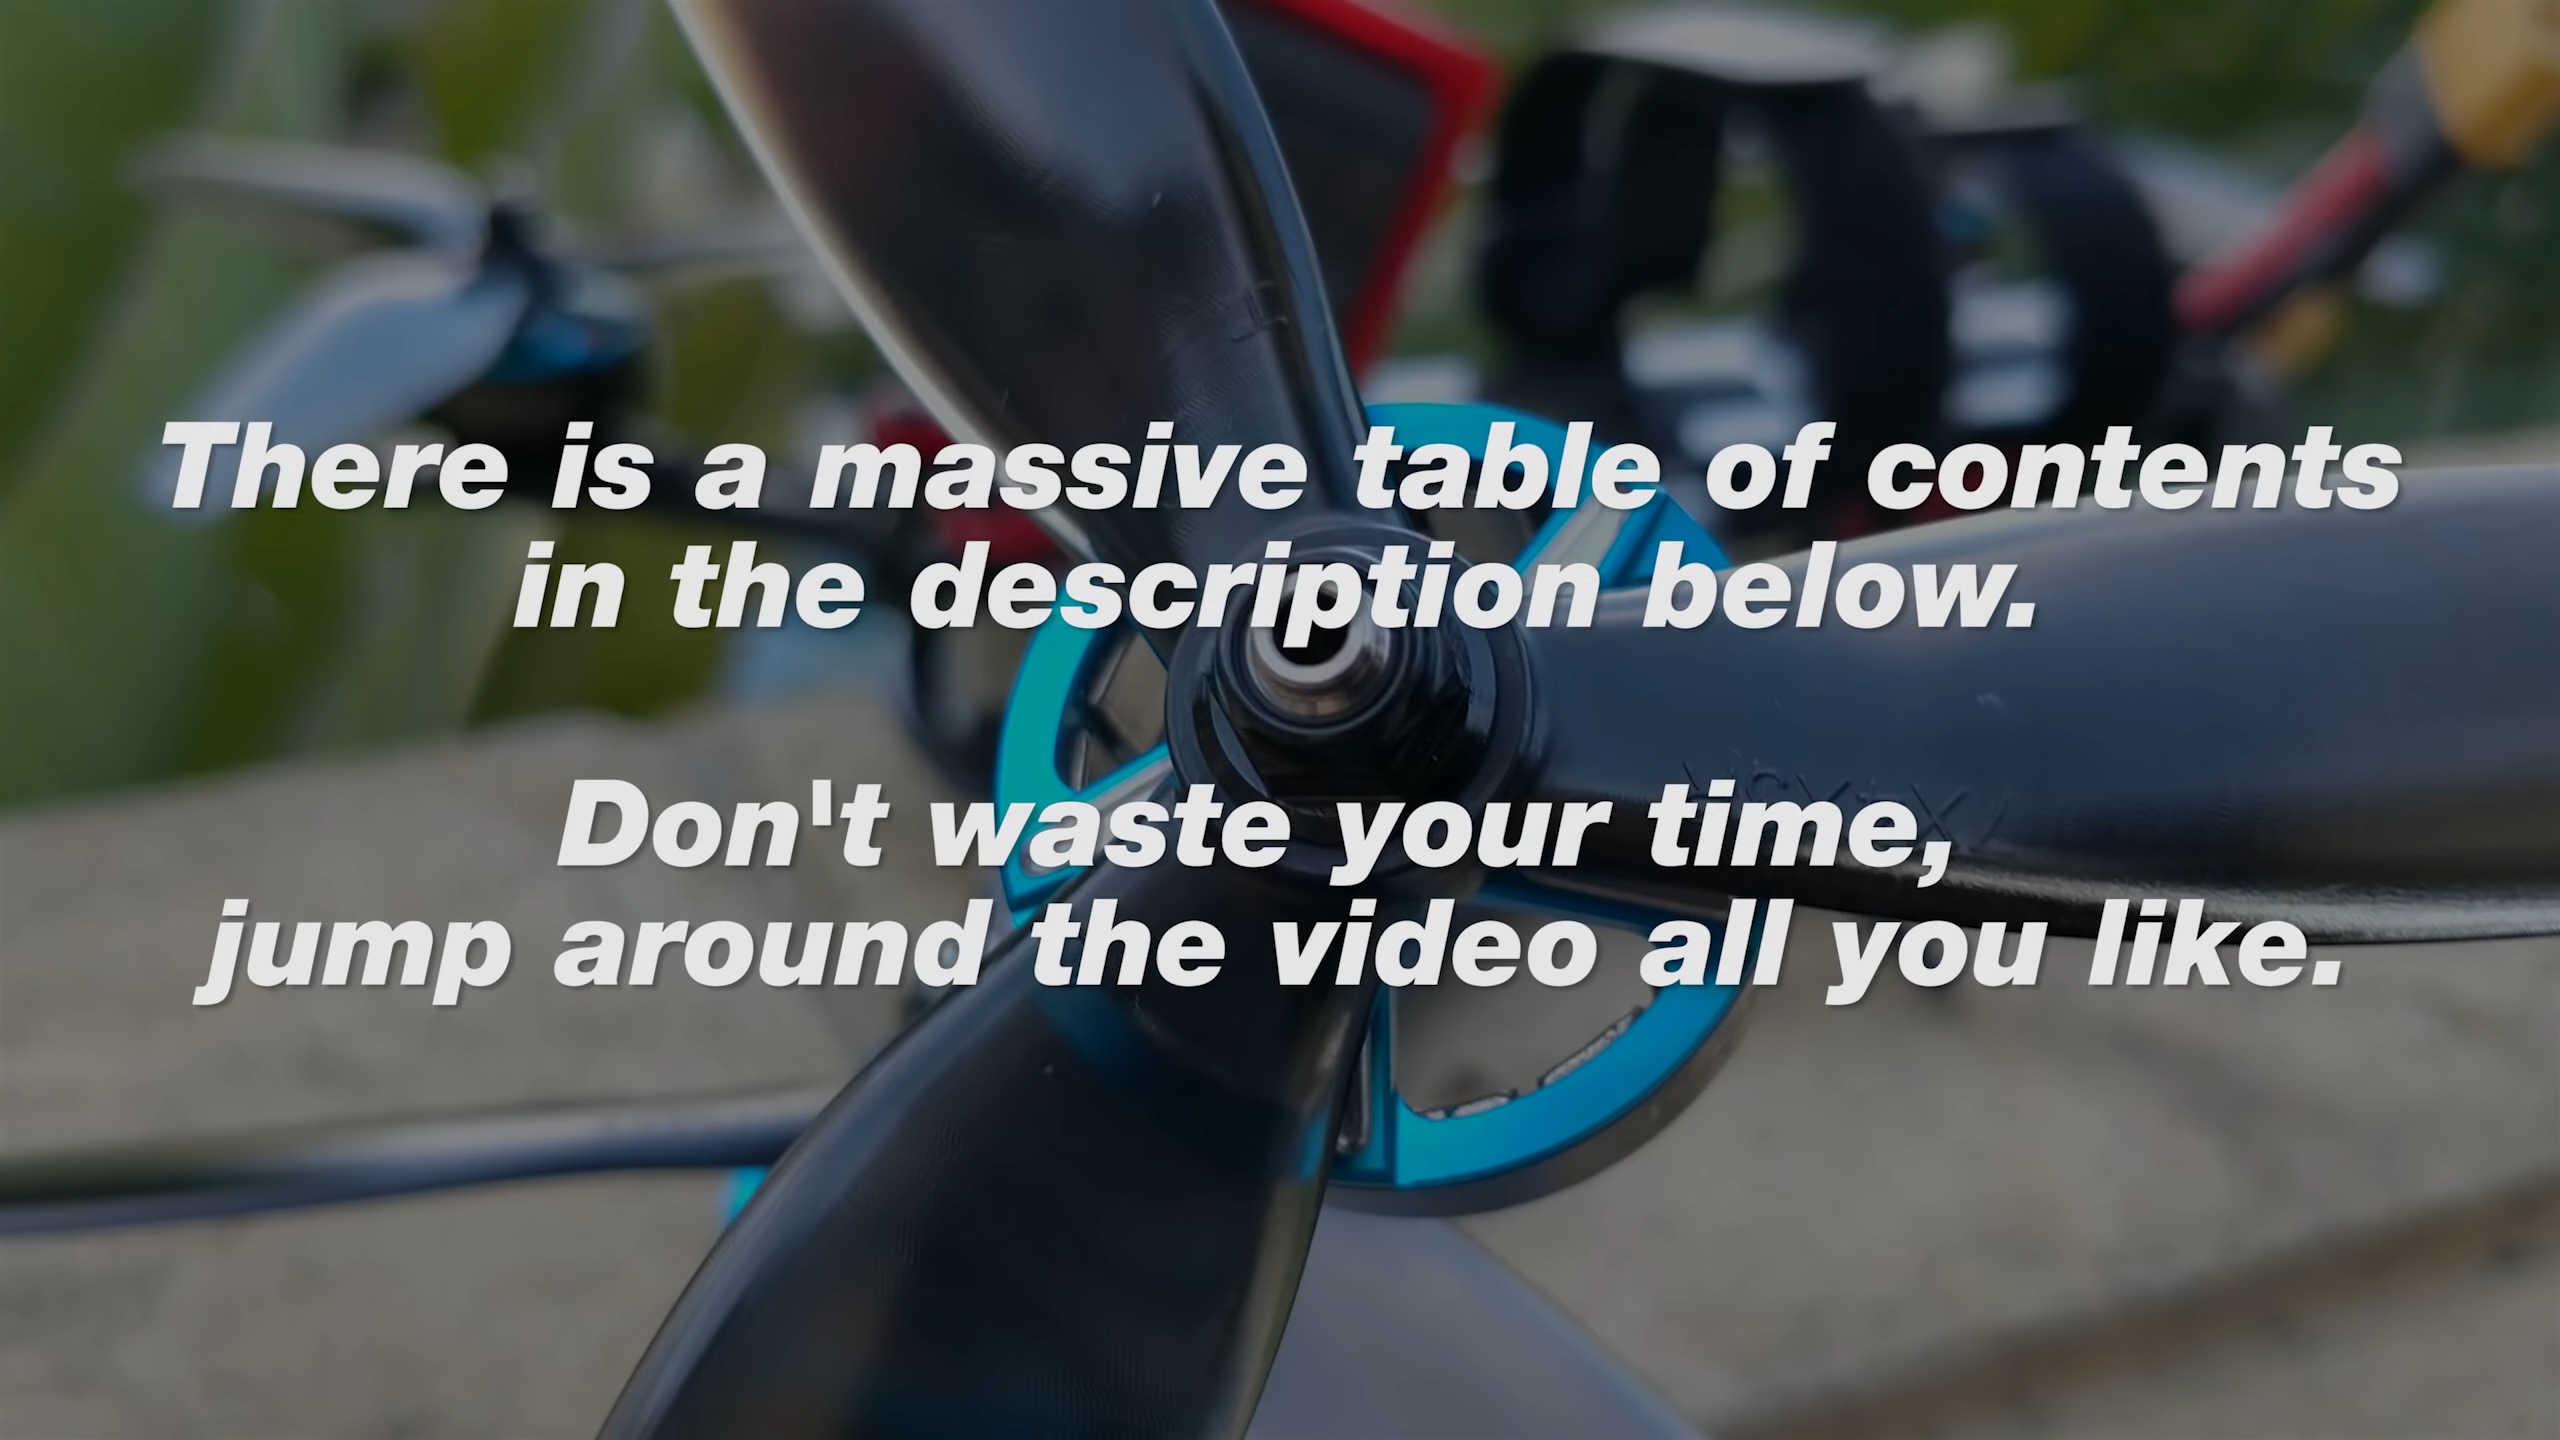 There is a massive table of contents
in the description below.
Don't waste your time,
jump around the video all you like.